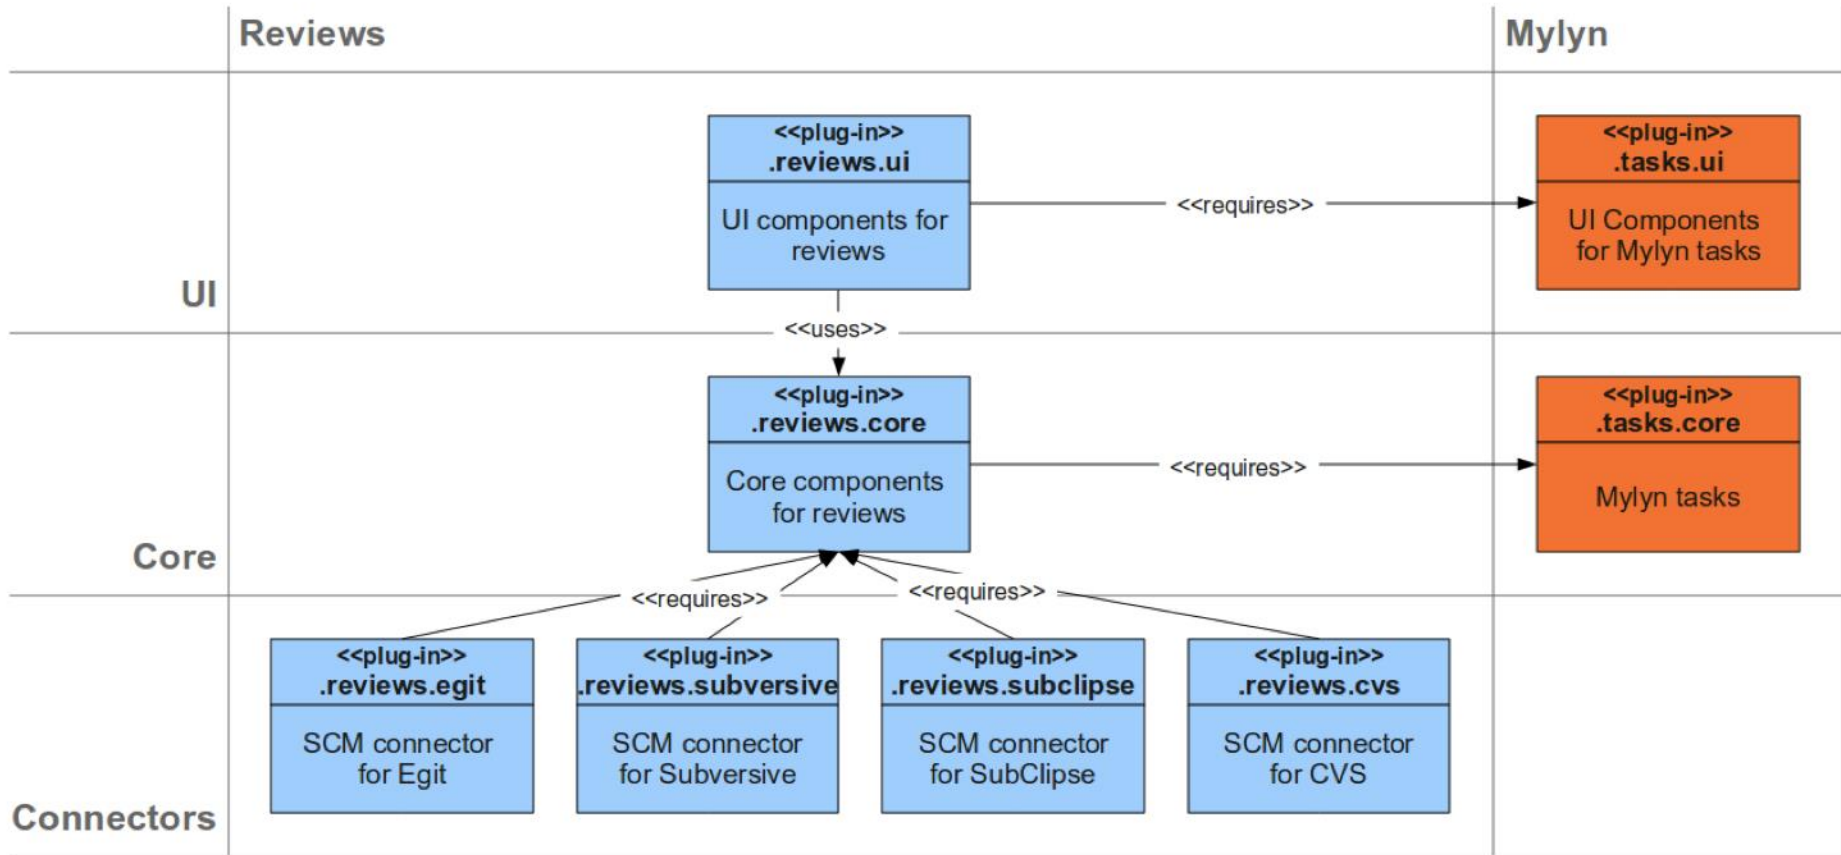 Reviews
Mylyn
<<plug-in>>
.reviews.ui
UI components for
reviews
<<requires>>
<<plug-in>>
.tasks.ui
UI Components
for Mylyn tasks
UI
<<uses>>
<<plug-in>>
.reviews.core
Core components
for reviews
<<requires>>
<<plug-in>>
.tasks.core
Mylyn tasks
Core
<<requires>>
<<requires>>
<<plug-in>>
.reviews.egit
SCM connector
for Egit
<<plug-in>>
.reviews.subversive
SCM connector
for Subversive
<<plug-in>>
.reviews.subclipse
SCM connector
for SubClipse
<<plug-in>>
.reviews.cvs
SCM connector
for CVS
Connectors